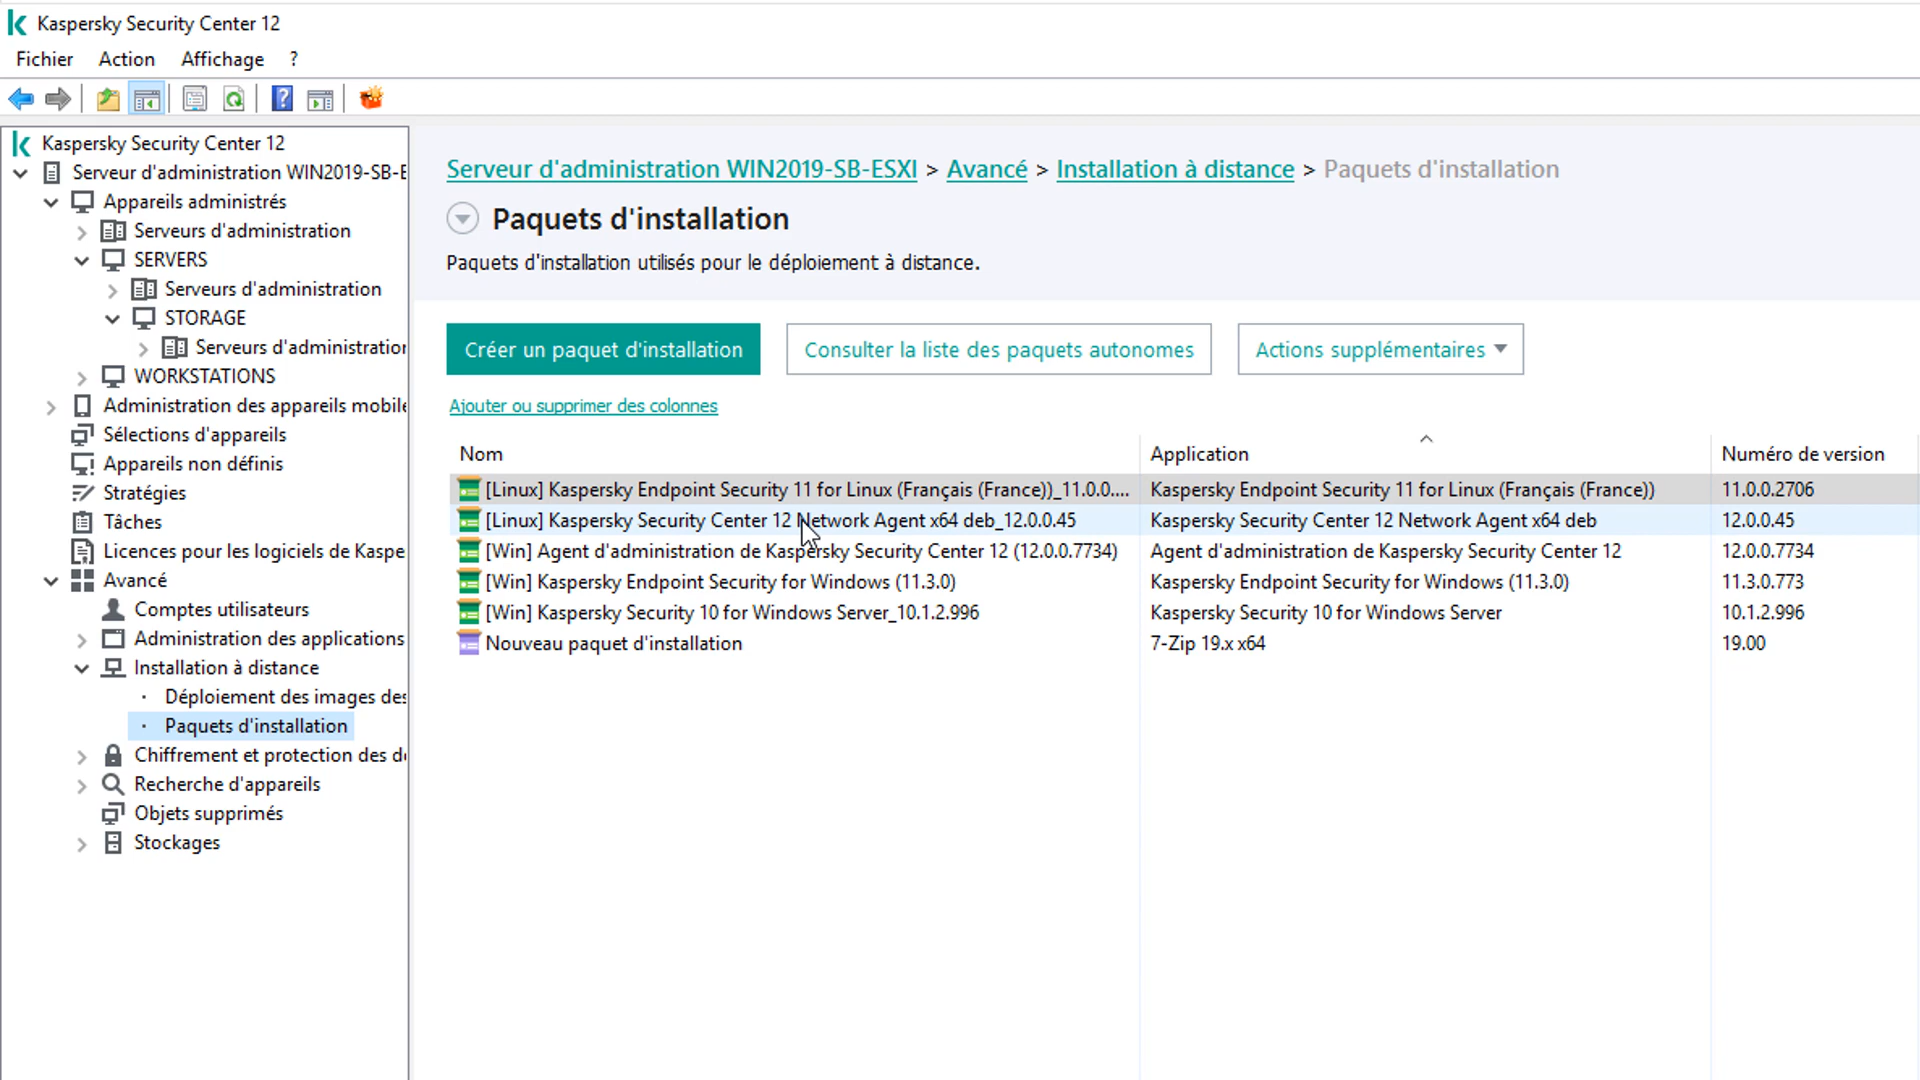 Kaspersky Security Center 12
Fichier Action Affichage ?
Kaspersky Security Center 12
Serveur d'administration WIN2019-SB-E
Appareils administrés
Serveurs d'administration
SERVERS
Serveurs d'administration
STORAGE
Serveurs d'administration
WORKSTATIONS
Administration des appareils mobile
Sélections d'appareils
Appareils non définis
Stratégies
Tâches
Licences pour les logiciels de Kaspe
Avancé
Comptes utilisateurs
Administration des applications
Installation à distance
Déploiement des images des
Paquets d'installation
Chiffrement et protection des d
Recherche d'appareils
Objets supprimés
Stockages
Serveur d'administration WIN2019-SB-ESXI > Avancé > Installation à distance > Paquets d'installation
Paquets d'installation
Paquets d'installation utilisés pour le déploiement à distance.
Créer un paquet d'installation Consulter la liste des paquets autonomes Actions supplémentaires
Ajouter ou supprimer des colonnes
Nom Application Numéro de version
[Linux] Kaspersky Endpoint Security 11 for Linux (Français (France))_11.0.0.... Kaspersky Endpoint Security 11 for Linux (Français (France)) 11.0.0.2706
[Linux] Kaspersky Security Center 12 Network Agent x64 deb_12.0.0.45 Kaspersky Security Center 12 Network Agent x64 deb 12.0.0.45
[Win] Agent d'administration de Kaspersky Security Center 12 (12.0.0.7734) Agent d'administration de Kaspersky Security Center 12 12.0.0.7734
[Win] Kaspersky Endpoint Security for Windows (11.3.0) Kaspersky Endpoint Security for Windows (11.3.0) 11.3.0.773
[Win] Kaspersky Security 10 for Windows Server_10.1.2.996 Kaspersky Security 10 for Windows Server 10.1.2.996
Nouveau paquet d'installation 7-Zip 19.x x64 19.00